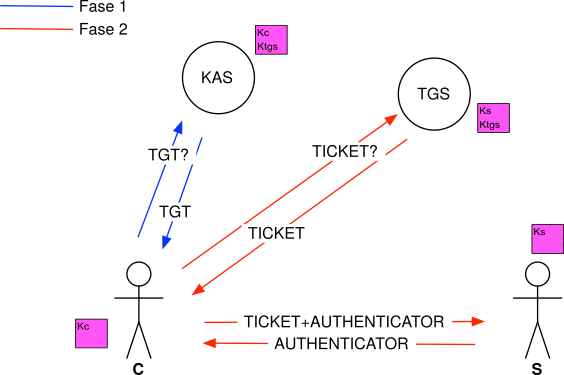 Fase 1
Fase 2
Kc
Ktgs
KAS
TGS
Ks
Ktgs
TGT?
TICKET?
TGT
TICKET
Ks
Kc
TICKET+AUTHENTICATOR
AUTHENTICATOR
C
S